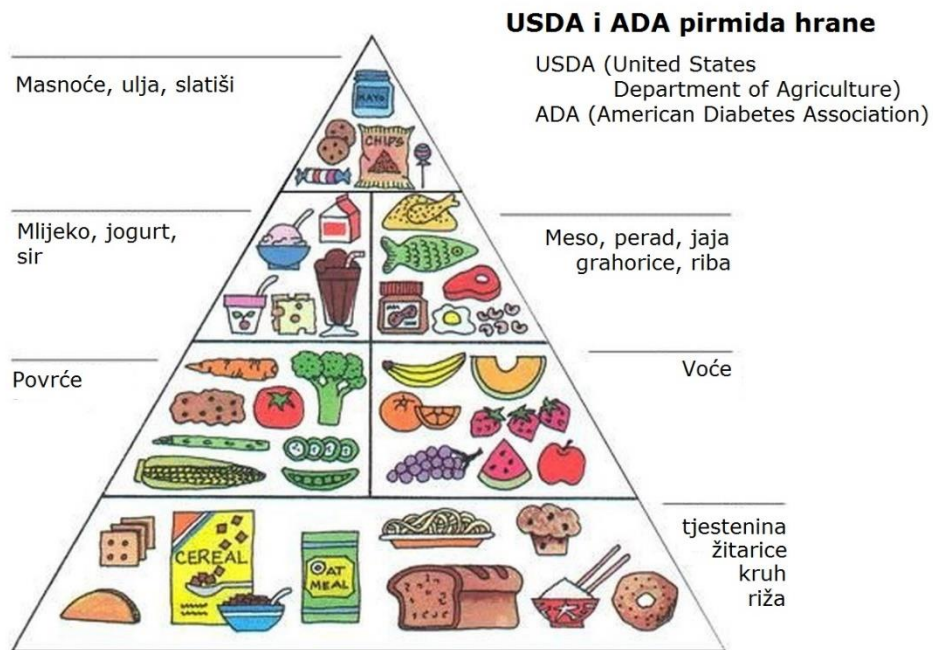 USDA i ADA pirmida hrane
USDA (United States
Department of Agriculture)
ADA (American Diabetes Association)
Masnoće, ulja, slatiši
MAYO
CHIPS
Mlijeko, jogurt,
sir
Meso, perad, jaja
grahorice, riba
Povrće
Voće
CEREAL
OAT
MEAL
tjestenina
žitarice
kruh
riža